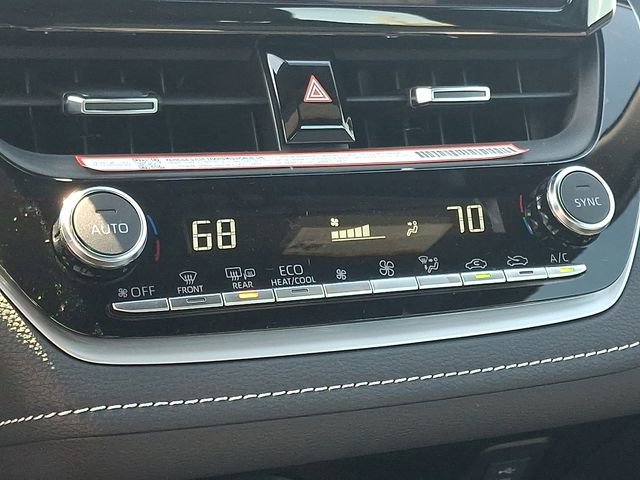 AUTO
68
70
SYNC
OFF
FRONT
REAR
ECO
HEAT/COOL
A/C